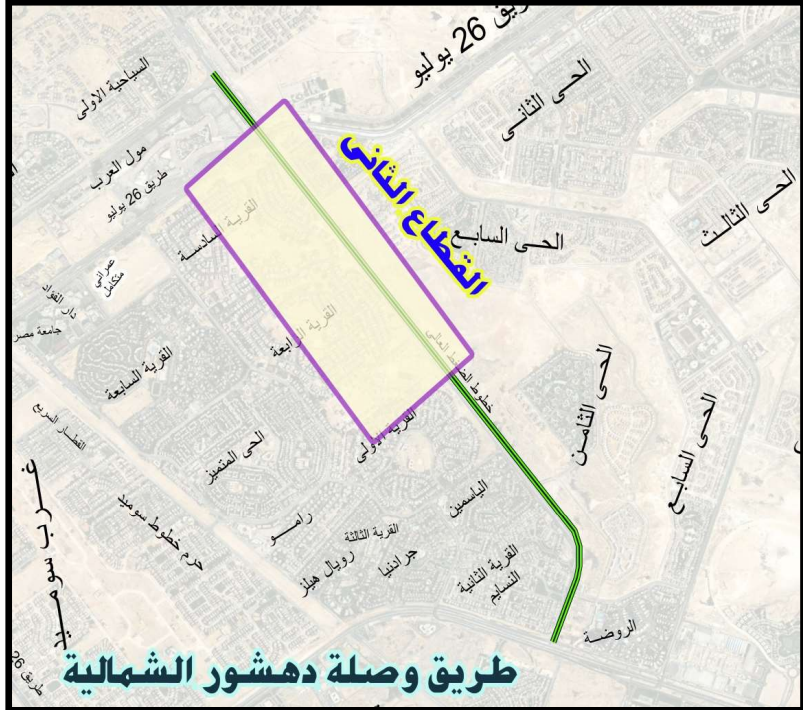 طريق 26 يوليو
السياحية الاولى
الحى الثانى
مول العرب
طريق 26 يوليو
القطاع الثانى
الحى الثالث
القرية السادسة
الحى السابع
عمرانى
متكامل
دار الفؤاد
جامعة مصر
القرية الرابعة
خطوط الضغط العالى
القرية السابعة
الحى الثامن
القطار السريع
القرية الاولى
الحى السابع
الحى المتميز
غرب سوميد
الياسمين
حرم خطوط سوميد
رامو
القرية الثالثة
رويال هيلز
جرادنيا
القرية الثانية
النسايم
الروضة
طريق 26
طريق وصلة دهشور الشمالية